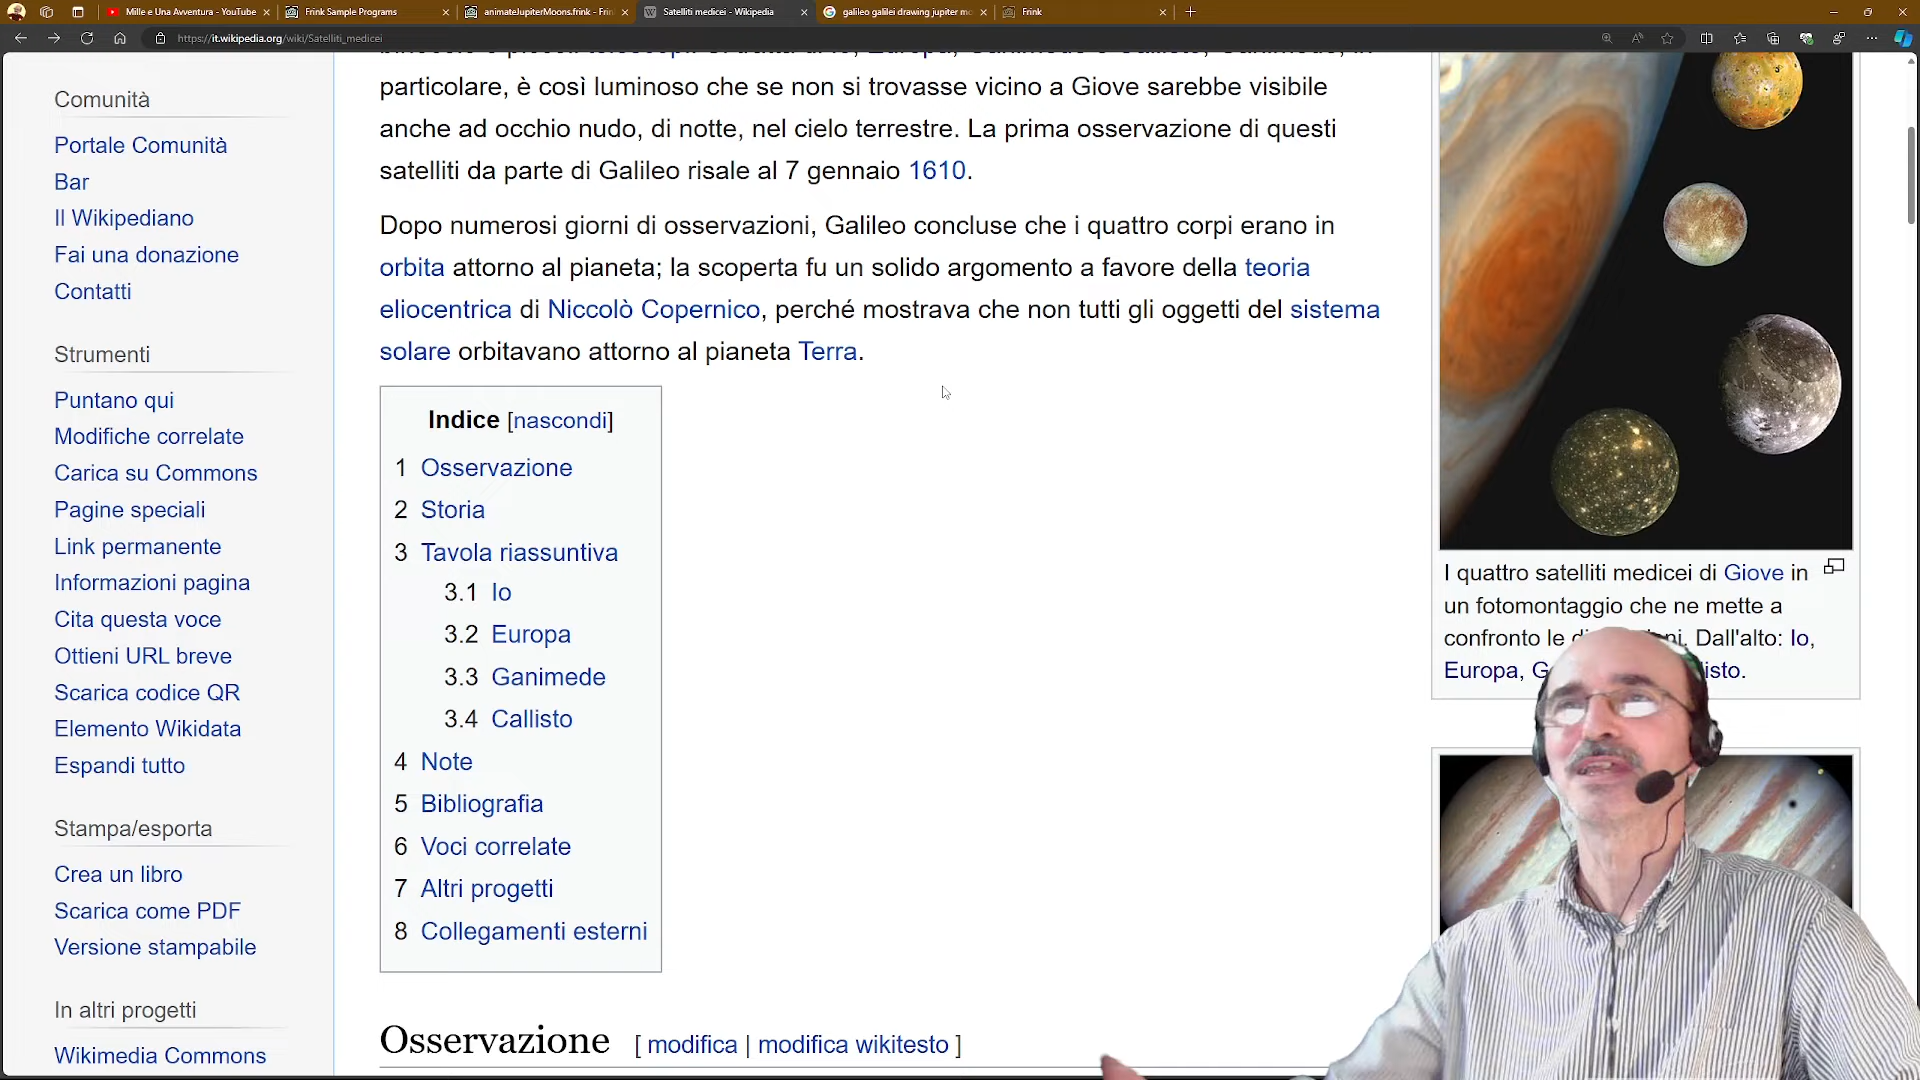 Mille e Una Avventura - YouTube
Frink Sample Programs
animateJupiterMoons.frink - Frin
Satelliti medicei - Wikipedia
galileo galilei drawing jupiter mo
Frink
https://it.wikipedia.org/wiki/Satelliti_medicei
Comunità
Portale Comunità
Bar
Il Wikipediano
Fai una donazione
Contatti
Strumenti
Puntano qui
Modifiche correlate
Carica su Commons
Pagine speciali
Link permanente
Informazioni pagina
Cita questa voce
Ottieni URL breve
Scarica codice QR
Elemento Wikidata
Espandi tutto
Stampa/esporta
Crea un libro
Scarica come PDF
Versione stampabile
In altri progetti
Wikimedia Commons
particolare, è così luminoso che se non si trovasse vicino a Giove sarebbe visibile
anche ad occhio nudo, di notte, nel cielo terrestre. La prima osservazione di questi
satelliti da parte di Galileo risale al 7 gennaio 1610.
Dopo numerosi giorni di osservazioni, Galileo concluse che i quattro corpi erano in
orbita attorno al pianeta; la scoperta fu un solido argomento a favore della teoria
eliocentrica di Niccolò Copernico, perché mostrava che non tutti gli oggetti del sistema
solare orbitavano attorno al pianeta Terra.
Indice [nascondi]
1 Osservazione
2 Storia
3 Tavola riassuntiva
3.1 Io
3.2 Europa
3.3 Ganimede
3.4 Callisto
4 Note
5 Bibliografia
6 Voci correlate
7 Altri progetti
8 Collegamenti esterni
Osservazione [ modifica | modifica wikitesto ]
I quattro satelliti medicei di Giove in
un fotomontaggio che ne mette a
confronto le Dall'alto: Io,
Europa,